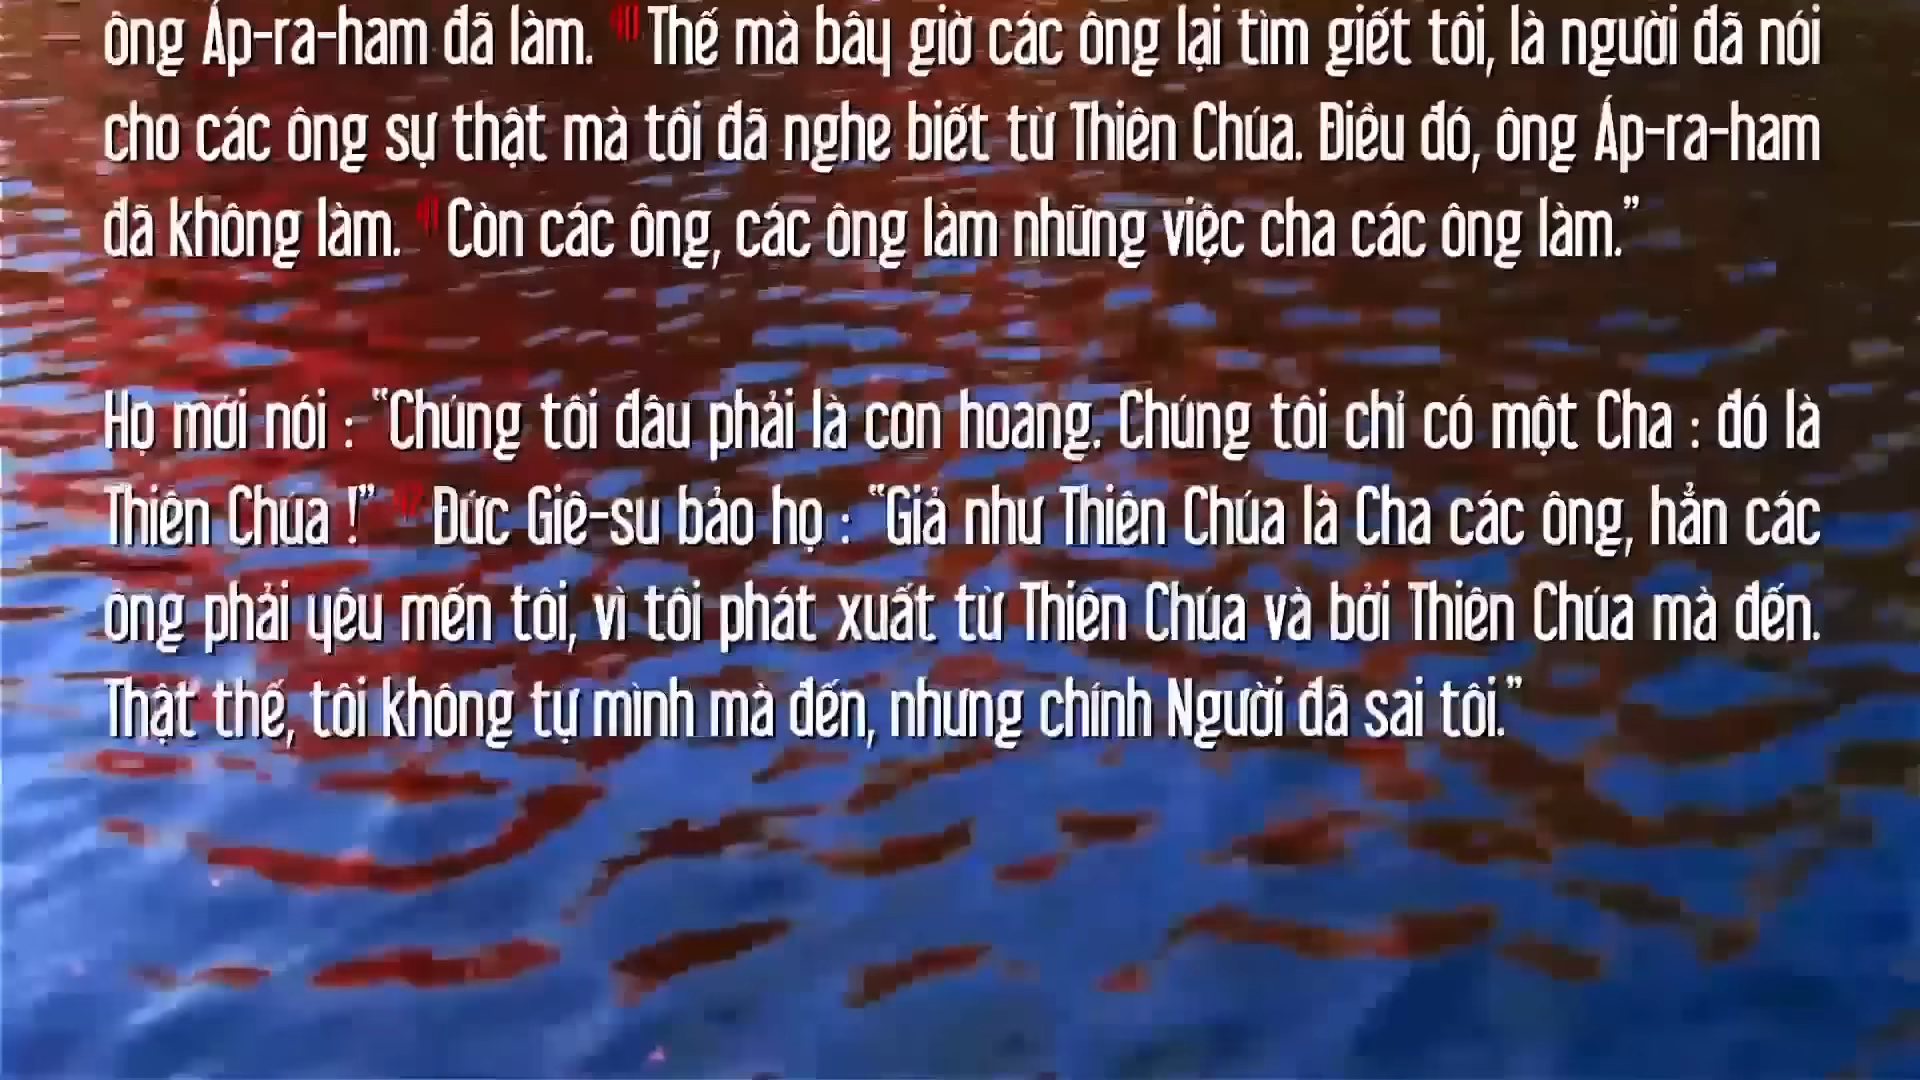 ông Áp-ra-ham đã làm. Thế mà bây giờ các ông lại tìm giết tôi, là người đã nói
cho các ông sự thật mà tôi đã nghe biết từ Thiên Chúa. Điều đó, ông Áp-ra-ham
đã không làm. Còn các ông, các ông làm những việc cha các ông làm.”
Họ mới nói : “Chúng tôi đâu phải là con hoang. Chúng tôi chỉ có một Cha : đó là
Thiên Chúa !” Đức Giê-su bảo họ : “Giả như Thiên Chúa là Cha các ông, hẳn các
ông phải yêu mến tôi, vì tôi phát xuất từ Thiên Chúa và bởi Thiên Chúa mà đến.
Thật thế, tôi không tự mình mà đến, nhưng chính Người đã sai tôi.”